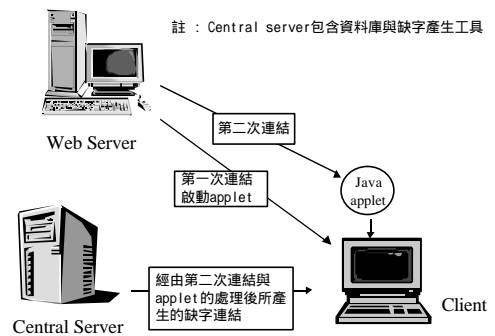 註 : Central server包含資料庫與缺字產生工具
Web Server
第二次連結
第一次連結
啟動applet
Java
applet
經由第二次連結與
applet的處理後所產
生的缺字連結
Client
Central Server